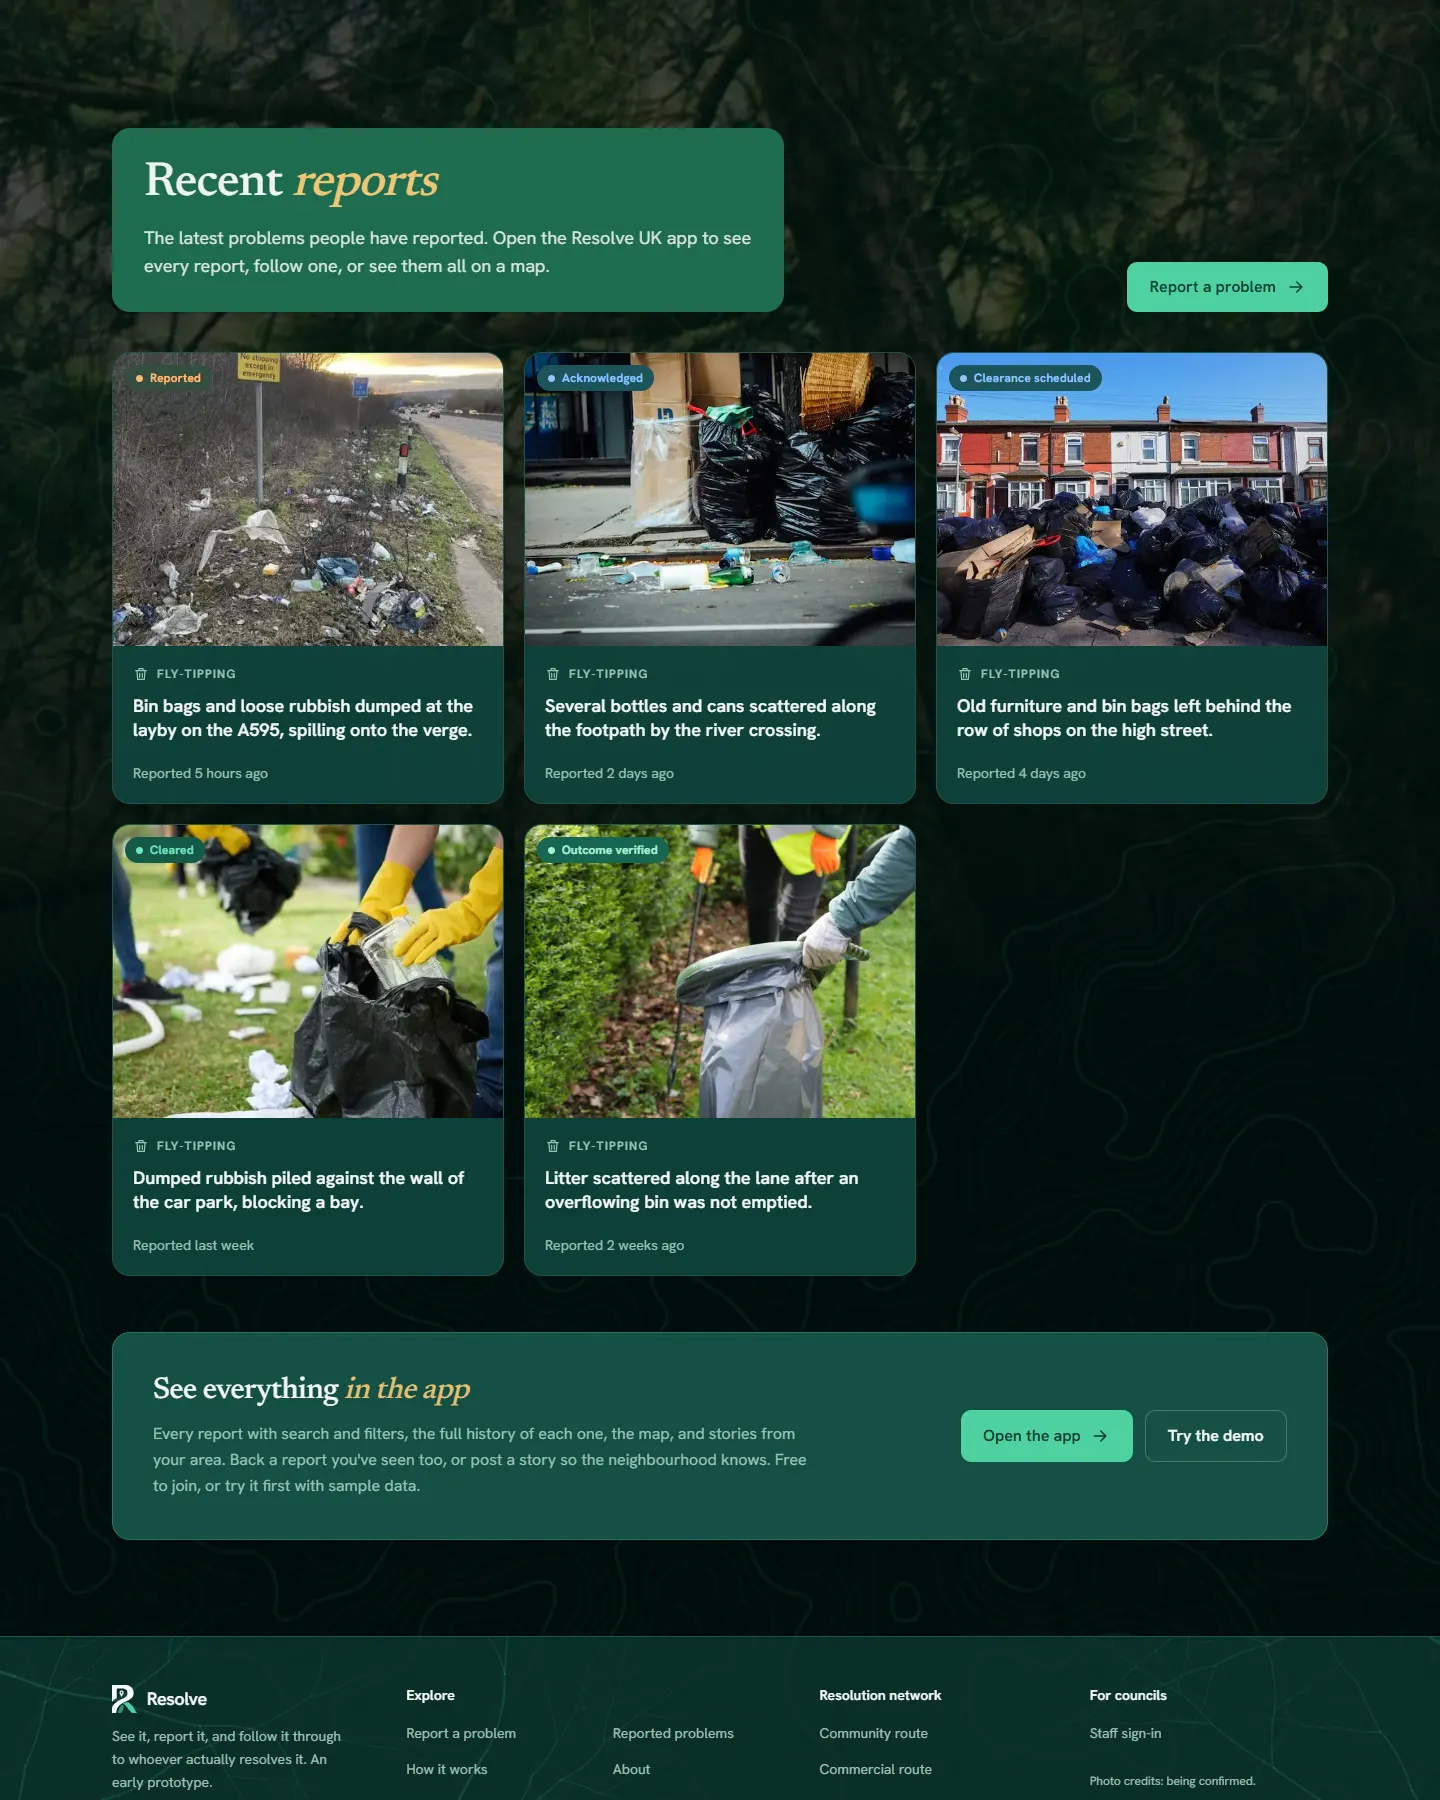 Recent reports
The latest problems people have reported. Open the Resolve UK app to see
every report, follow one, or see them all on a map.
Report a problem →
No stopping
except in
emergency
Reported
Acknowledged
Clearance scheduled
FLY-TIPPING
Bin bags and loose rubbish dumped at the
layby on the A595, spilling onto the verge.
Reported 5 hours ago
FLY-TIPPING
Several bottles and cans scattered along
the footpath by the river crossing.
Reported 2 days ago
FLY-TIPPING
Old furniture and bin bags left behind the
row of shops on the high street.
Reported 4 days ago
Cleared
Outcome verified
FLY-TIPPING
Dumped rubbish piled against the wall of
the car park, blocking a bay.
Reported last week
FLY-TIPPING
Litter scattered along the lane after an
overflowing bin was not emptied.
Reported 2 weeks ago
See everything in the app
Every report with search and filters, the full history of each one, the map, and stories from
your area. Back a report you've seen too, or post a story so the neighbourhood knows. Free
to join, or try it first with sample data.
Open the app →
Try the demo
Resolve
See it, report it, and follow it through
to whoever actually resolves it. An
early prototype.
Explore
Report a problem
Reported problems
How it works
About
Resolution network
Community route
Commercial route
For councils
Staff sign-in
Photo credits: being confirmed.